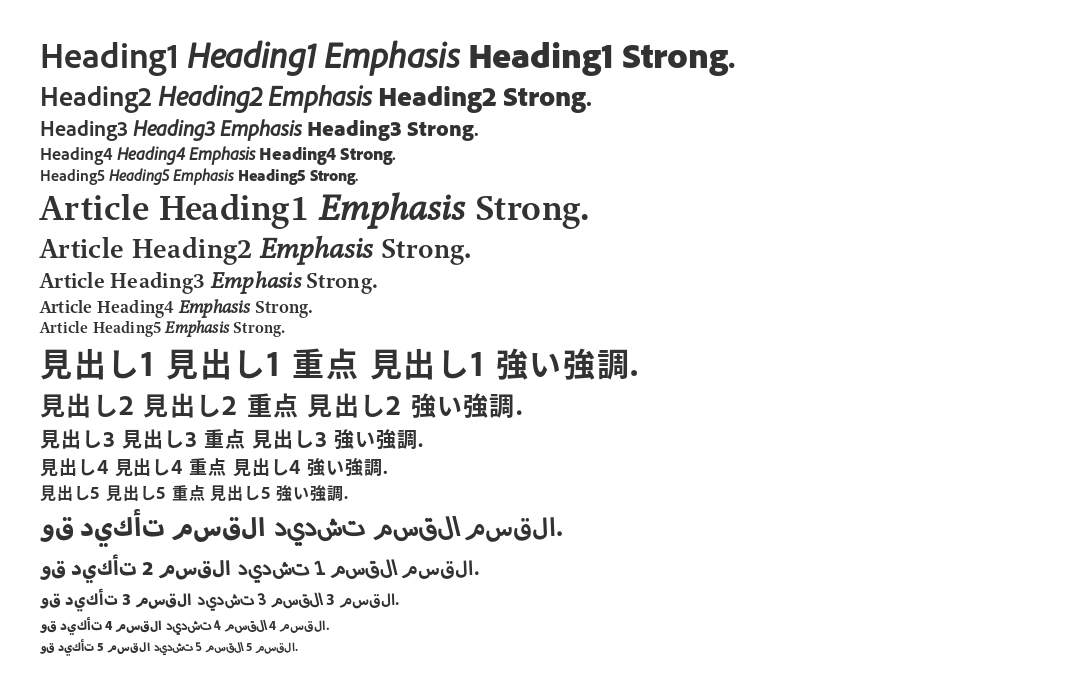 Heading1 Heading1 Emphasis Heading1 Strong.
Heading2 Heading2 Emphasis Heading2 Strong.
Heading3 Heading3 Emphasis Heading3 Strong.
Heading4 Heading4 Emphasis Heading4 Strong.
Heading5 Heading5 Emphasis Heading5 Strong.
Article Heading1 Emphasis Strong.
Article Heading2 Emphasis Strong.
Article Heading3 Emphasis Strong.
Article Heading4 Emphasis Strong.
Article Heading5 Emphasis Strong.
見出し1 見出し1 重点 見出し1 強い強調.
見出し2 見出し2 重点 見出し2 強い強調.
見出し3 見出し3 重点 見出し3 強い強調.
見出し4 見出し4 重点 見出し4 強い強調.
見出し5 見出し5 重点 見出し5 強い強調.
القسم القسم تشديد القسم تأكيد قو.
القسم القسم 1 تشديد القسم 2 تأكيد قو.
القسم 3 القسم 3 تشديد القسم 3 تأكيد قو.
القسم 4 القسم 4 تشديد القسم 4 تأكيد قو.
القسم 5 القسم 5 تشديد القسم 5 تأكيد قو.